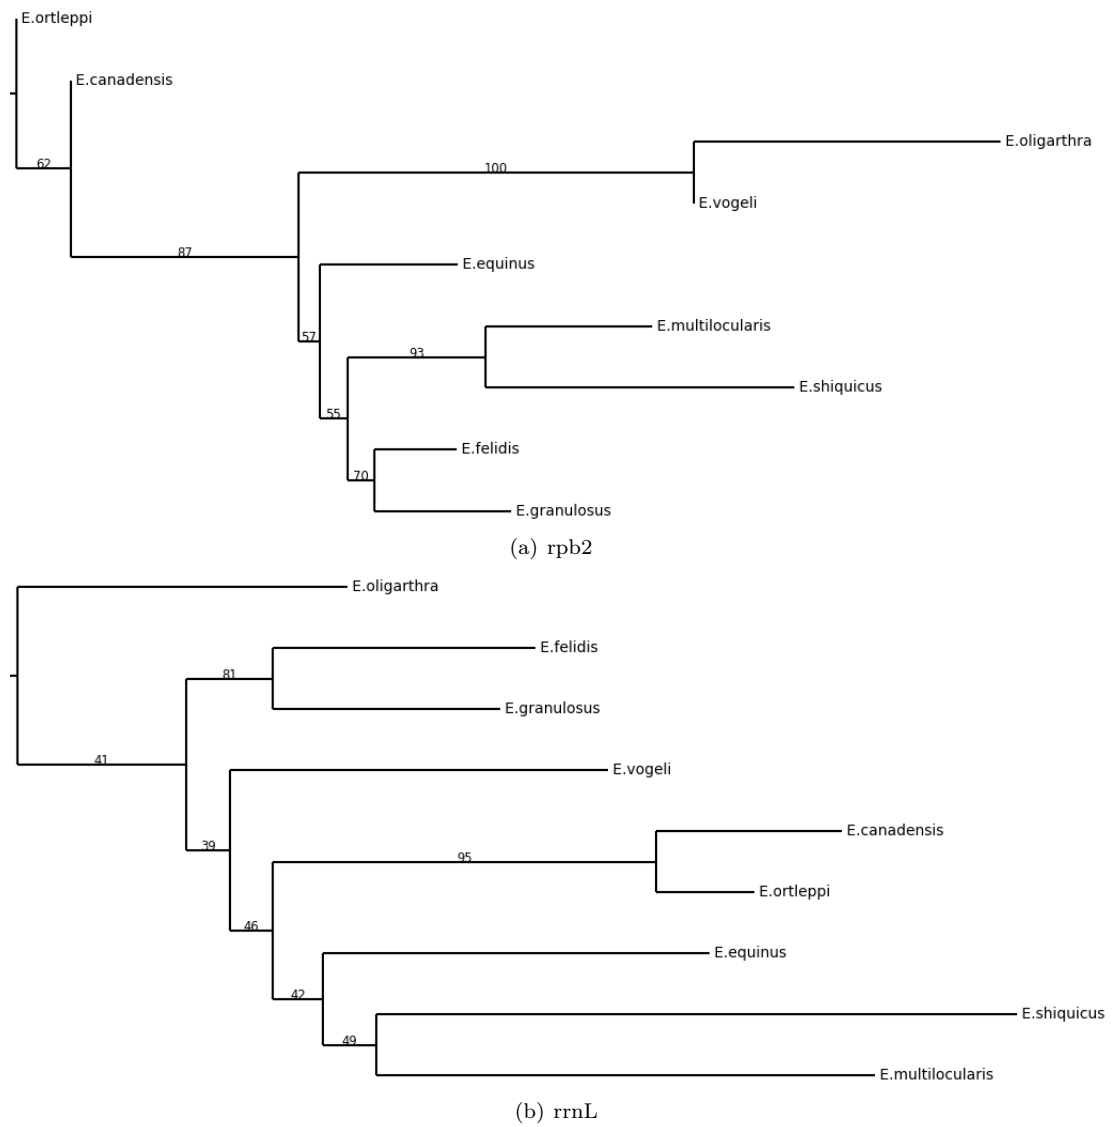 E.ortleppi
E.canadensis
62
E.oligarthra
100
E.vogeli
87
E.equinus
E.multilocularis
57
93
E.shiquicus
55
E.felidis
70
E.granulosus
(a) rpb2
E.oligarthra
E.felidis
81
E.granulosus
41
E.vogeli
E.canadensis
39
95
E.ortleppi
46
E.equinus
42
E.shiquicus
49
E.multilocularis
(b) rrnL